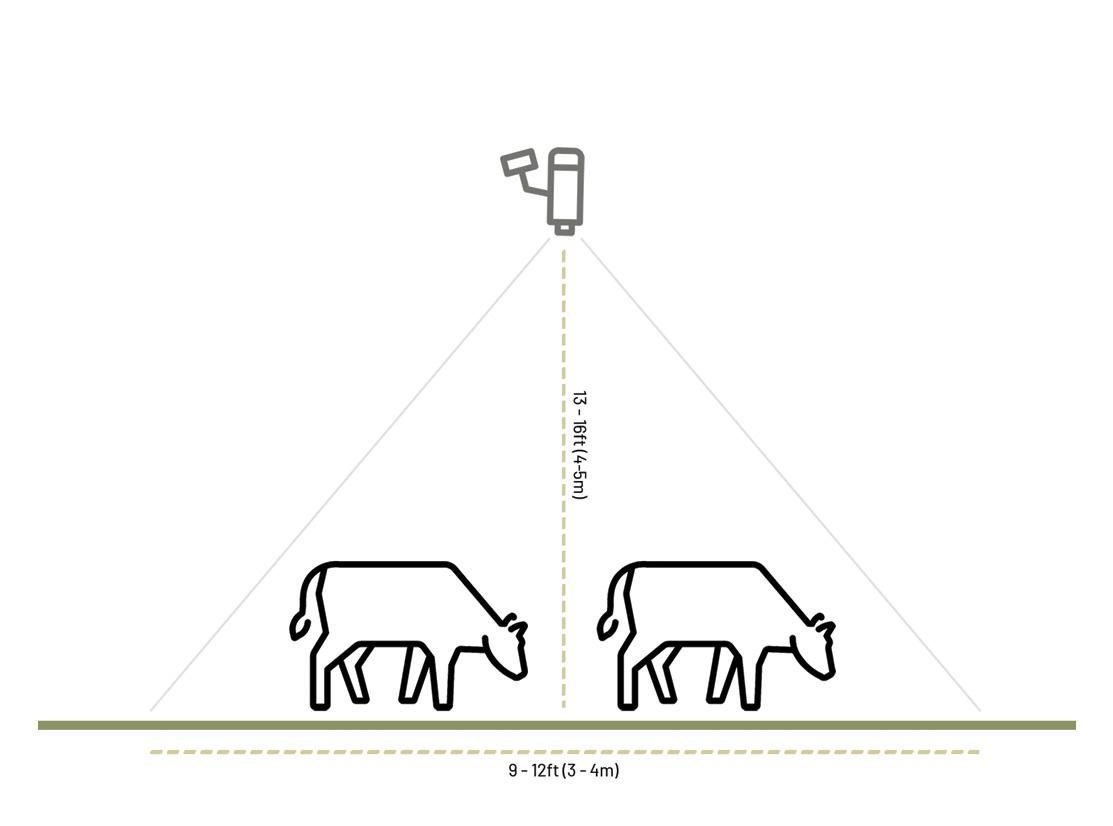 13 - 16ft (4-5m)
9 - 12ft (3 - 4m)